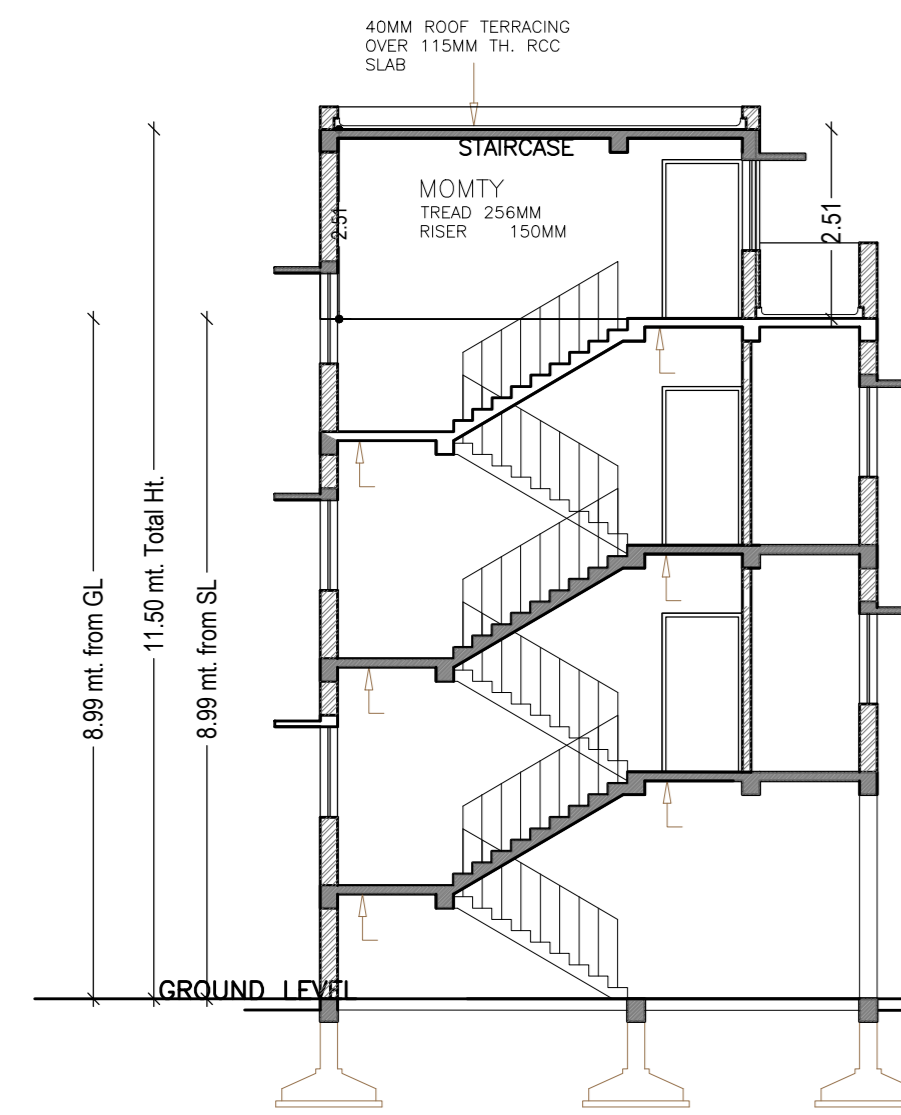 40MM ROOF TERRACING
OVER 115MM TH. RCC
SLAB
STAIRCASE
MOMTY
TREAD 256MM
RISER 150MM
2.51
2.51
8.99 mt. from GL
11.50 mt. Total Ht.
8.99 mt. from SL
GROUND LEVEL